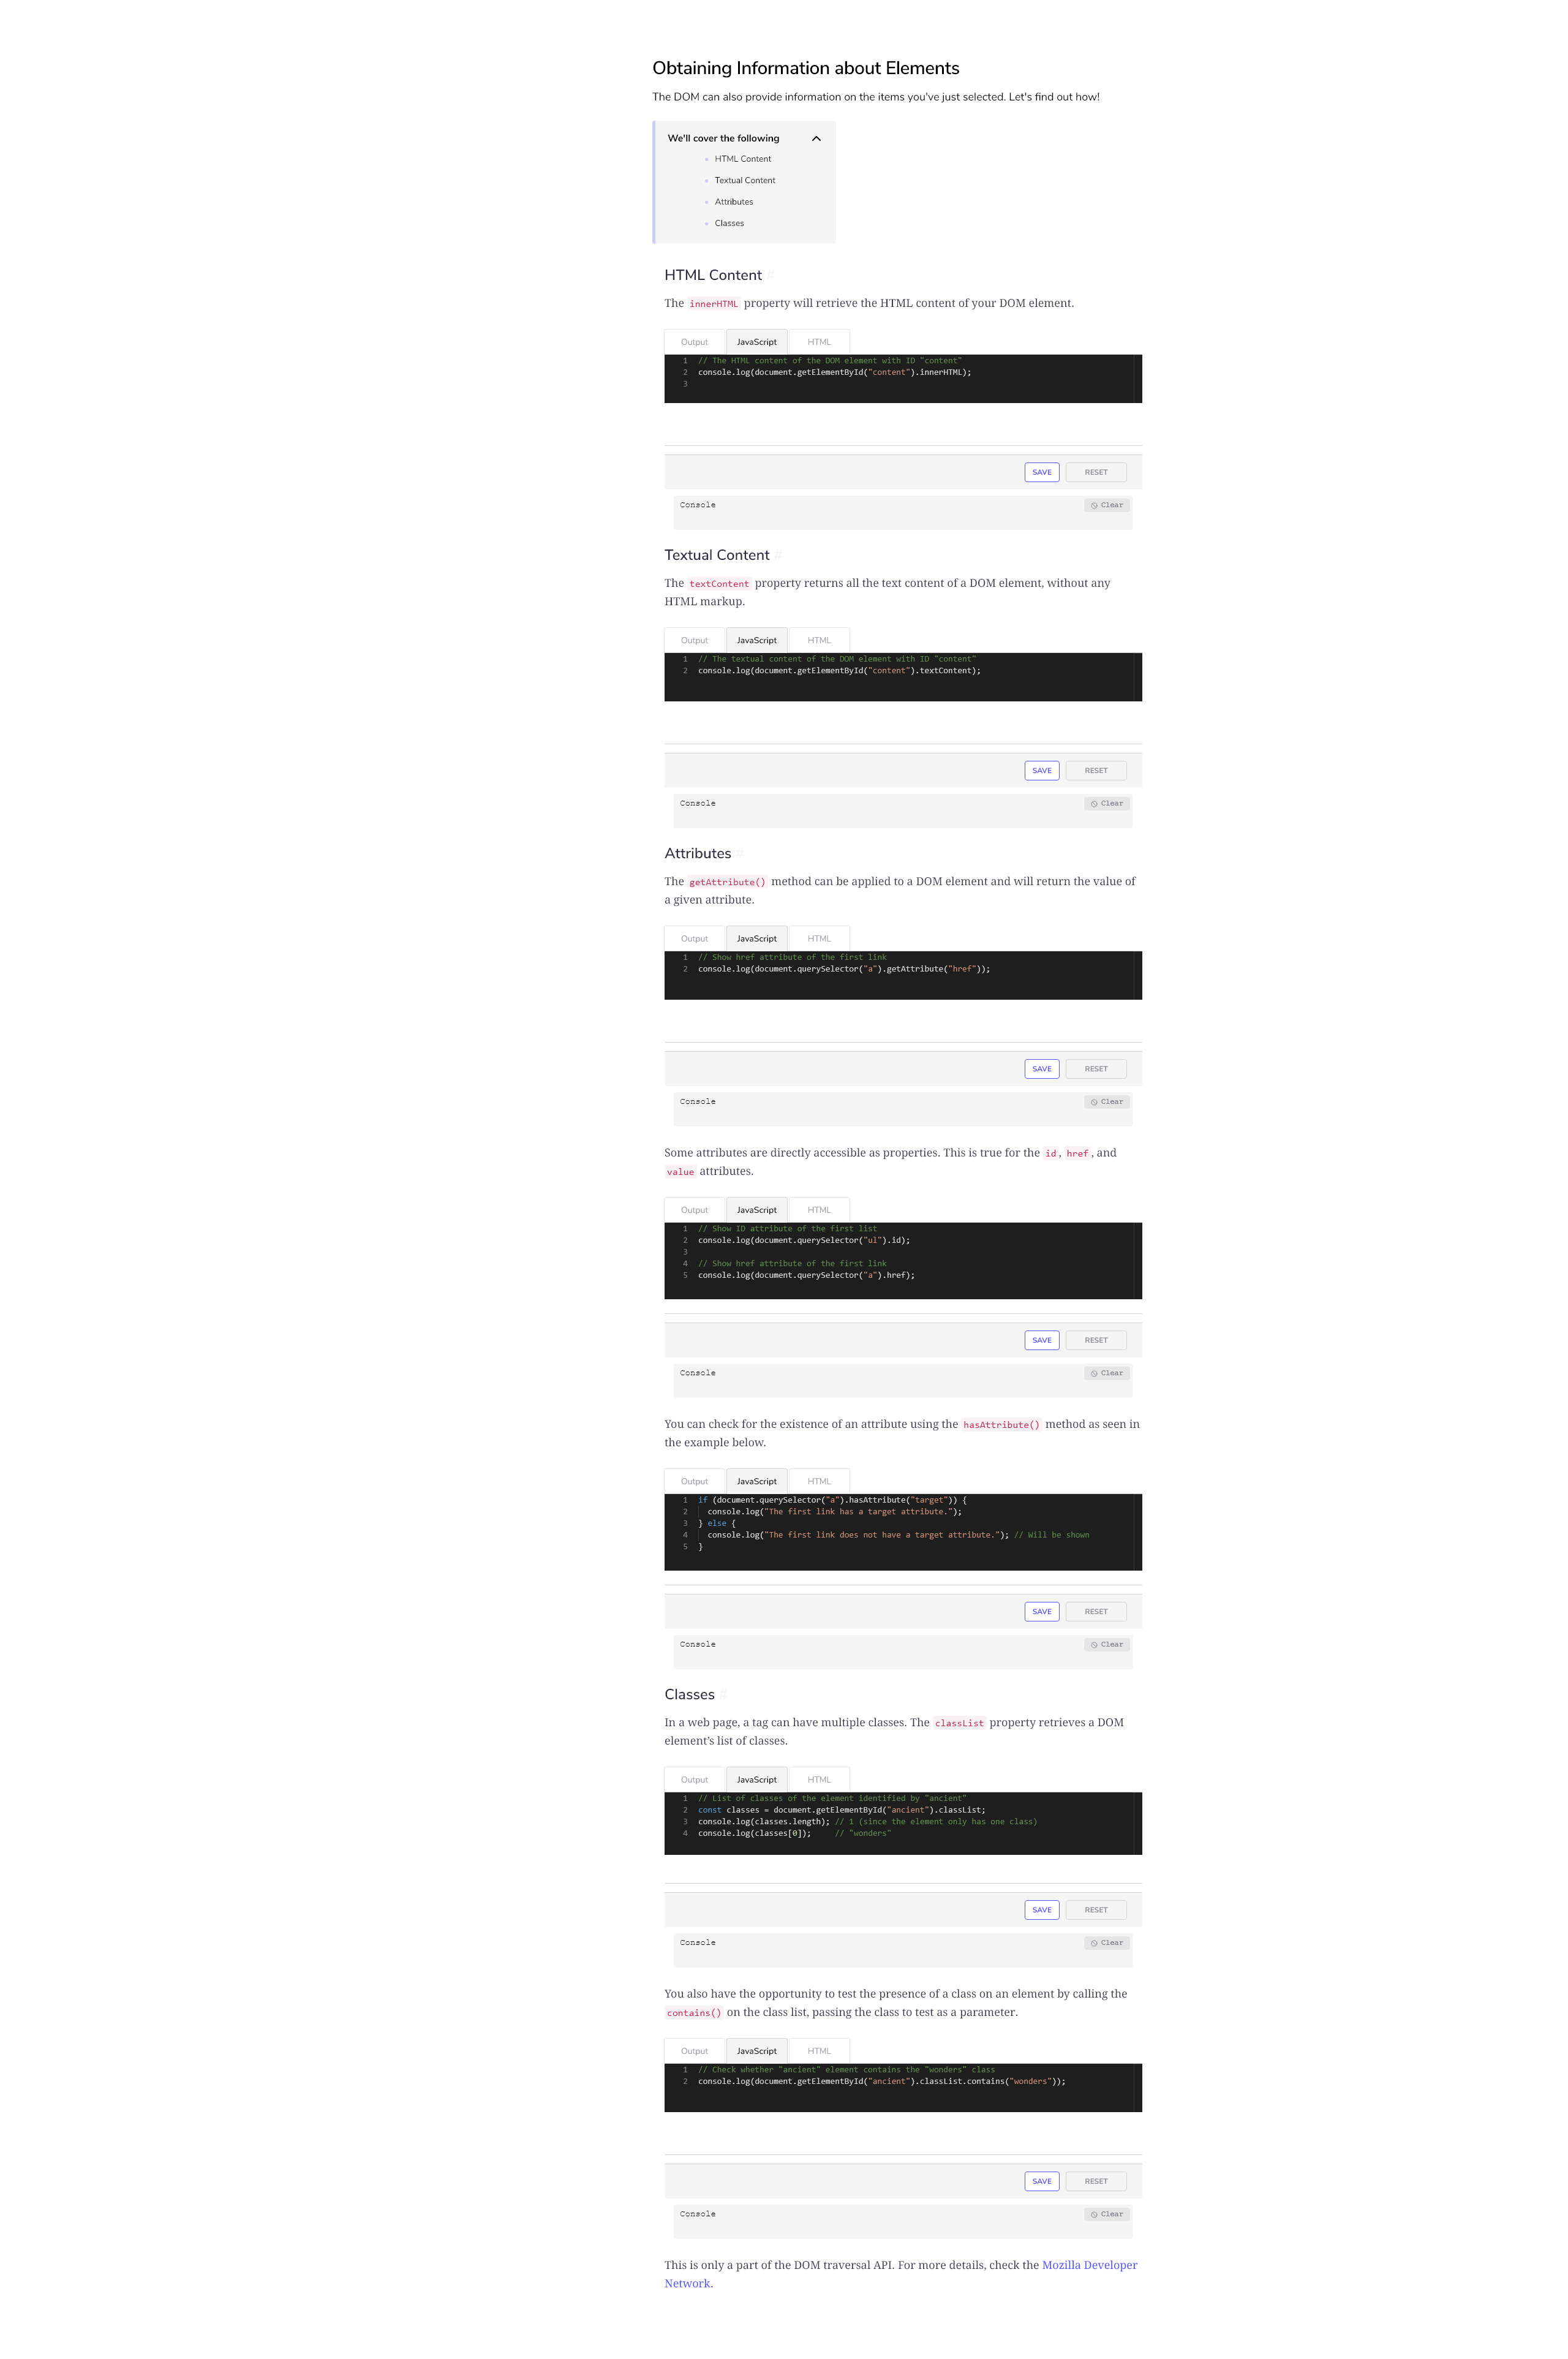 Obtaining Information about Elements
The DOM can also provide information on the items you've just selected. Let's find out how!
We'll cover the following
HTML Content
Textual Content
Attributes
Classes
HTML Content #
The innerHTML property will retrieve the HTML content of your DOM element.
Output JavaScript HTML
1 // The HTML content of the DOM element with ID "content"
2 console.log(document.getElementById("content").innerHTML);
3
SAVE RESET
Console Clear
Textual Content #
The textContent property returns all the text content of a DOM element, without any
HTML markup.
Output JavaScript HTML
1 // The textual content of the DOM element with ID "content"
2 console.log(document.getElementById("content").textContent);
SAVE RESET
Console Clear
Attributes #
The getAttribute() method can be applied to a DOM element and will return the value of
a given attribute.
Output JavaScript HTML
1 // Show href attribute of the first link
2 console.log(document.querySelector("a").getAttribute("href"));
SAVE RESET
Console Clear
Some attributes are directly accessible as properties. This is true for the id, href, and
value attributes.
Output JavaScript HTML
1 // Show ID attribute of the first list
2 console.log(document.querySelector("ul").id);
3
4 // Show href attribute of the first link
5 console.log(document.querySelector("a").href);
SAVE RESET
Console Clear
You can check for the existence of an attribute using the hasAttribute() method as seen in
the example below.
Output JavaScript HTML
1 if (document.querySelector("a").hasAttribute("target")) {
2 console.log("The first link has a target attribute.");
3 } else {
4 console.log("The first link does not have a target attribute."); // Will be shown
5 }
SAVE RESET
Console Clear
Classes #
In a web page, a tag can have multiple classes. The classList property retrieves a DOM
element’s list of classes.
Output JavaScript HTML
1 // List of classes of the element identified by "ancient"
2 const classes = document.getElementById("ancient").classList;
3 console.log(classes.length); // 1 (since the element only has one class)
4 console.log(classes[0]); // "wonders"
SAVE RESET
Console Clear
You also have the opportunity to test the presence of a class on an element by calling the
contains() on the class list, passing the class to test as a parameter.
Output JavaScript HTML
1 // Check whether "ancient" element contains the "wonders" class
2 console.log(document.getElementById("ancient").classList.contains("wonders"));
SAVE RESET
Console Clear
This is only a part of the DOM traversal API. For more details, check the Mozilla Developer
Network.